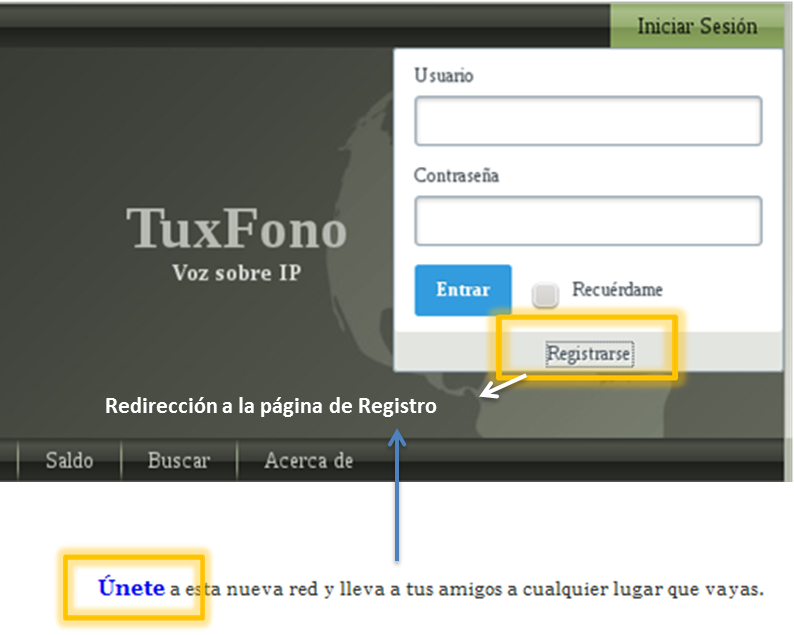 Iniciar Sesión
Usuario
Contraseña
TuxFono
Voz sobre IP
Entrar
Recuérdame
Registrarse
Redirección a la página de Registro
Saldo
Buscar
Acerca de
Únete a esta nueva red y lleva a tus amigos a cualquier lugar que vayas.